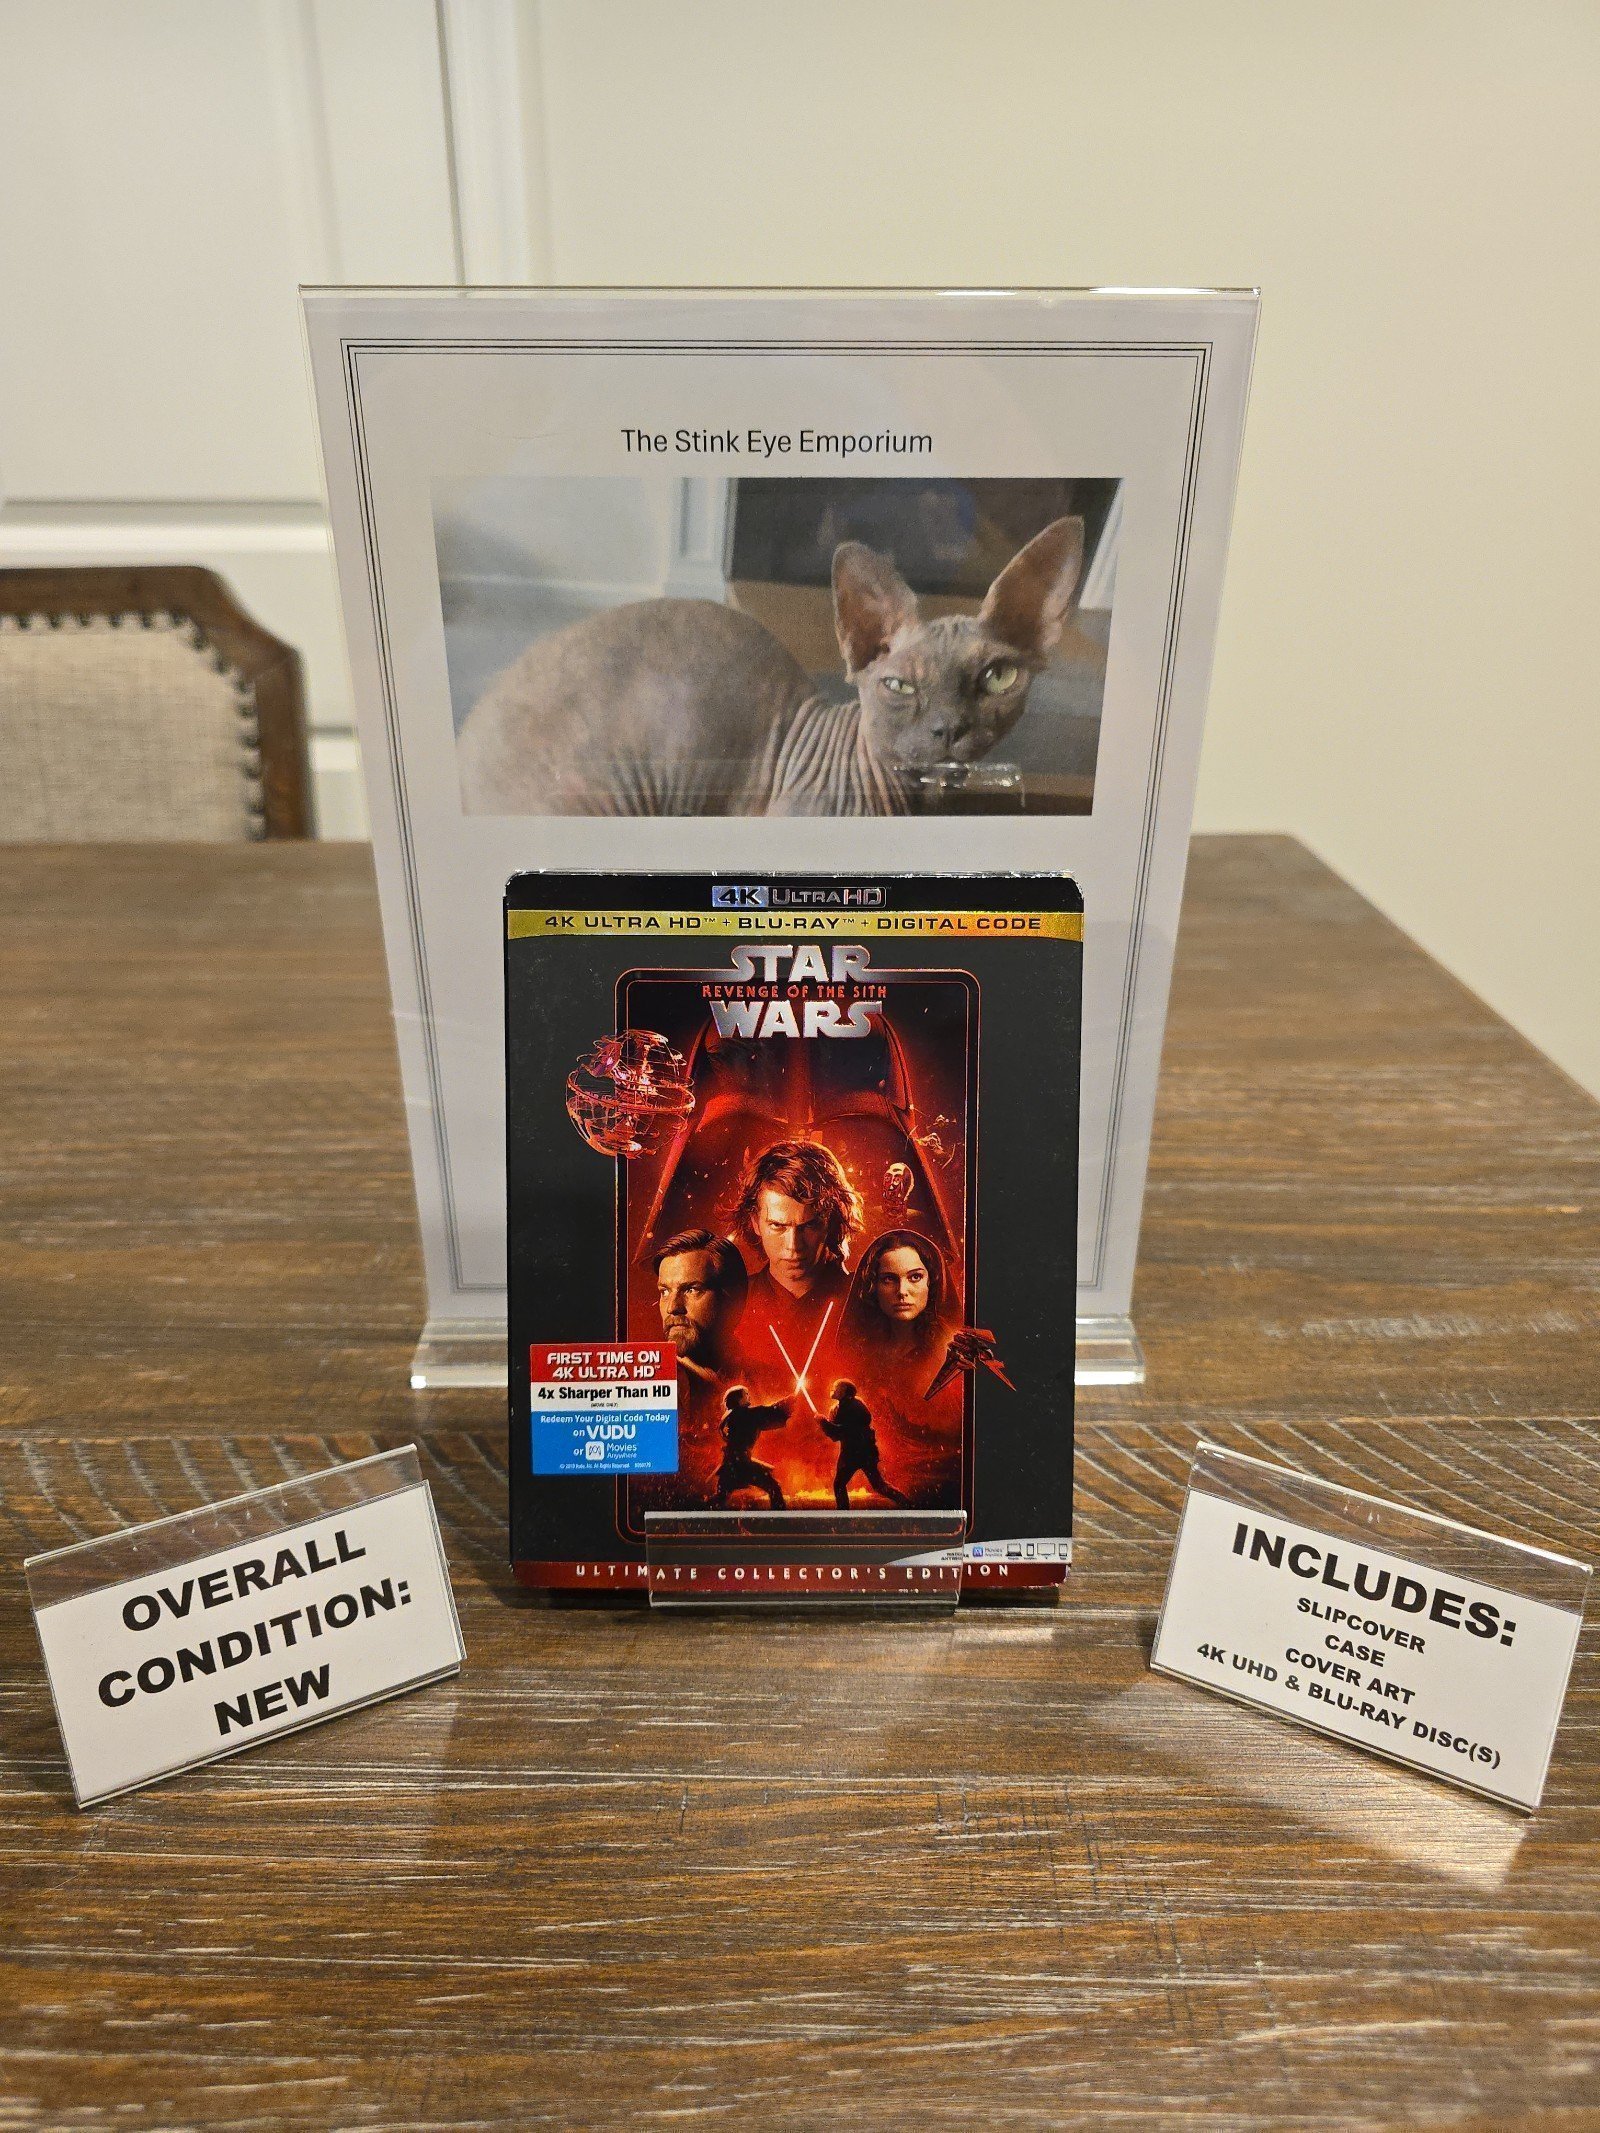 The Stink Eye Emporium
4K ULTRA HD
4K ULTRA HD™ + BLU-RAY™ + DIGITAL CODE
STAR
REVENGE OF THE SITH
WARS
FIRST TIME ON
4K ULTRA HD™
4x Sharper Than HD
Redeem Your Digital Code Today
on VUDU
or Movies
Anywhere
ULTIMATE COLLECTOR'S EDITION
OVERALL
CONDITION:
NEW
INCLUDES:
SLIPCOVER
CASE
COVER ART
4K UHD & BLU-RAY DISC(S)